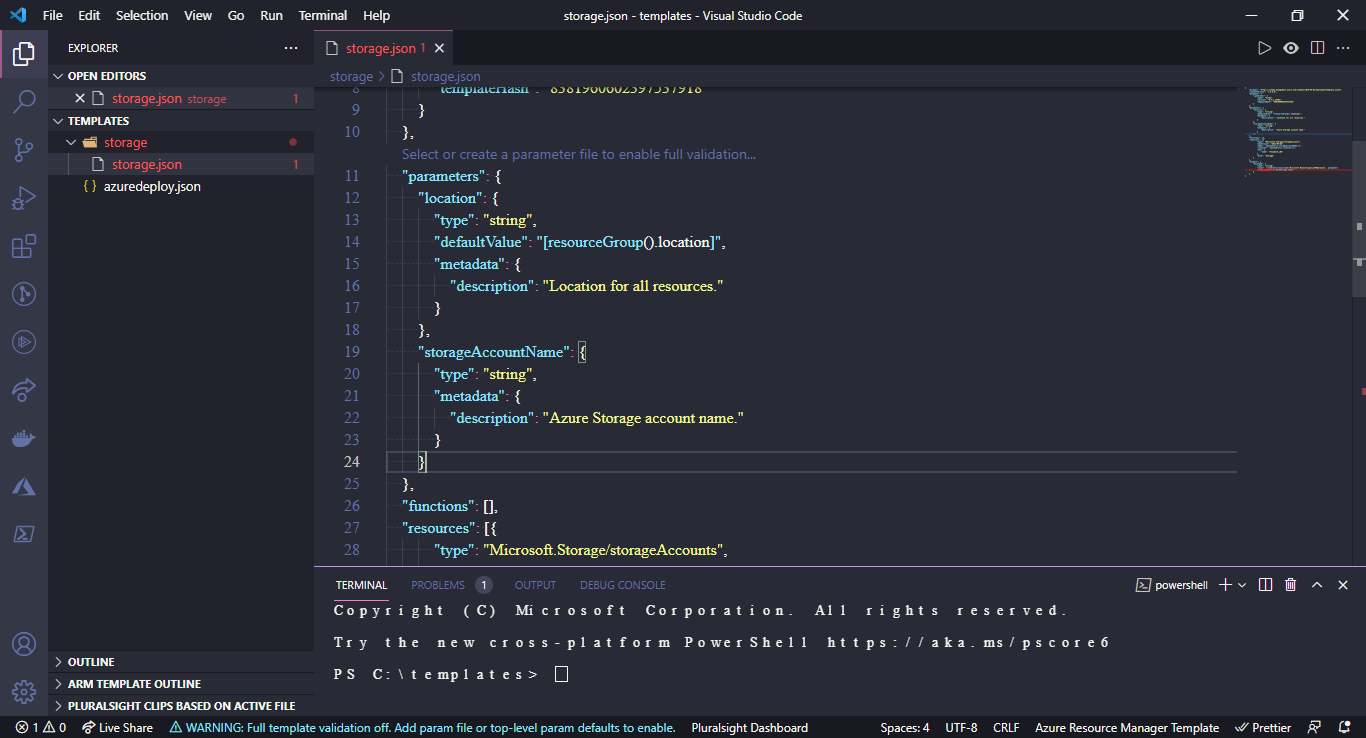 File Edit Selection View Go Run Terminal Help storage.json - templates - Visual Studio Code
EXPLORER
OPEN EDITORS
storage.json storage 1
TEMPLATES
storage
storage.json 1
{ } azuredeploy.json
OUTLINE
ARM TEMPLATE OUTLINE
PLURALSIGHT CLIPS BASED ON ACTIVE FILE
storage.json 1
storage > storage.json
8 "templateHash": "8381960602397537918"
9 }
10 },
Select or create a parameter file to enable full validation...
11 "parameters": {
12 "location": {
13 "type": "string",
14 "defaultValue": "[resourceGroup().location]",
15 "metadata": {
16 "description": "Location for all resources."
17 }
18 },
19 "storageAccountName": {
20 "type": "string",
21 "metadata": {
22 "description": "Azure Storage account name."
23 }
24 }
25 },
26 "functions": [],
27 "resources": [{
28 "type": "Microsoft.Storage/storageAccounts",
TERMINAL PROBLEMS 1 OUTPUT DEBUG CONSOLE powershell
Copyright (C) Microsoft Corporation. All rights reserved.
Try the new cross-platform PowerShell https://aka.ms/pscore6
PS C:\templates>
1 0 Live Share WARNING: Full template validation off. Add param file or top-level param defaults to enable. Pluralsight Dashboard Spaces: 4 UTF-8 CRLF Azure Resource Manager Template Prettier